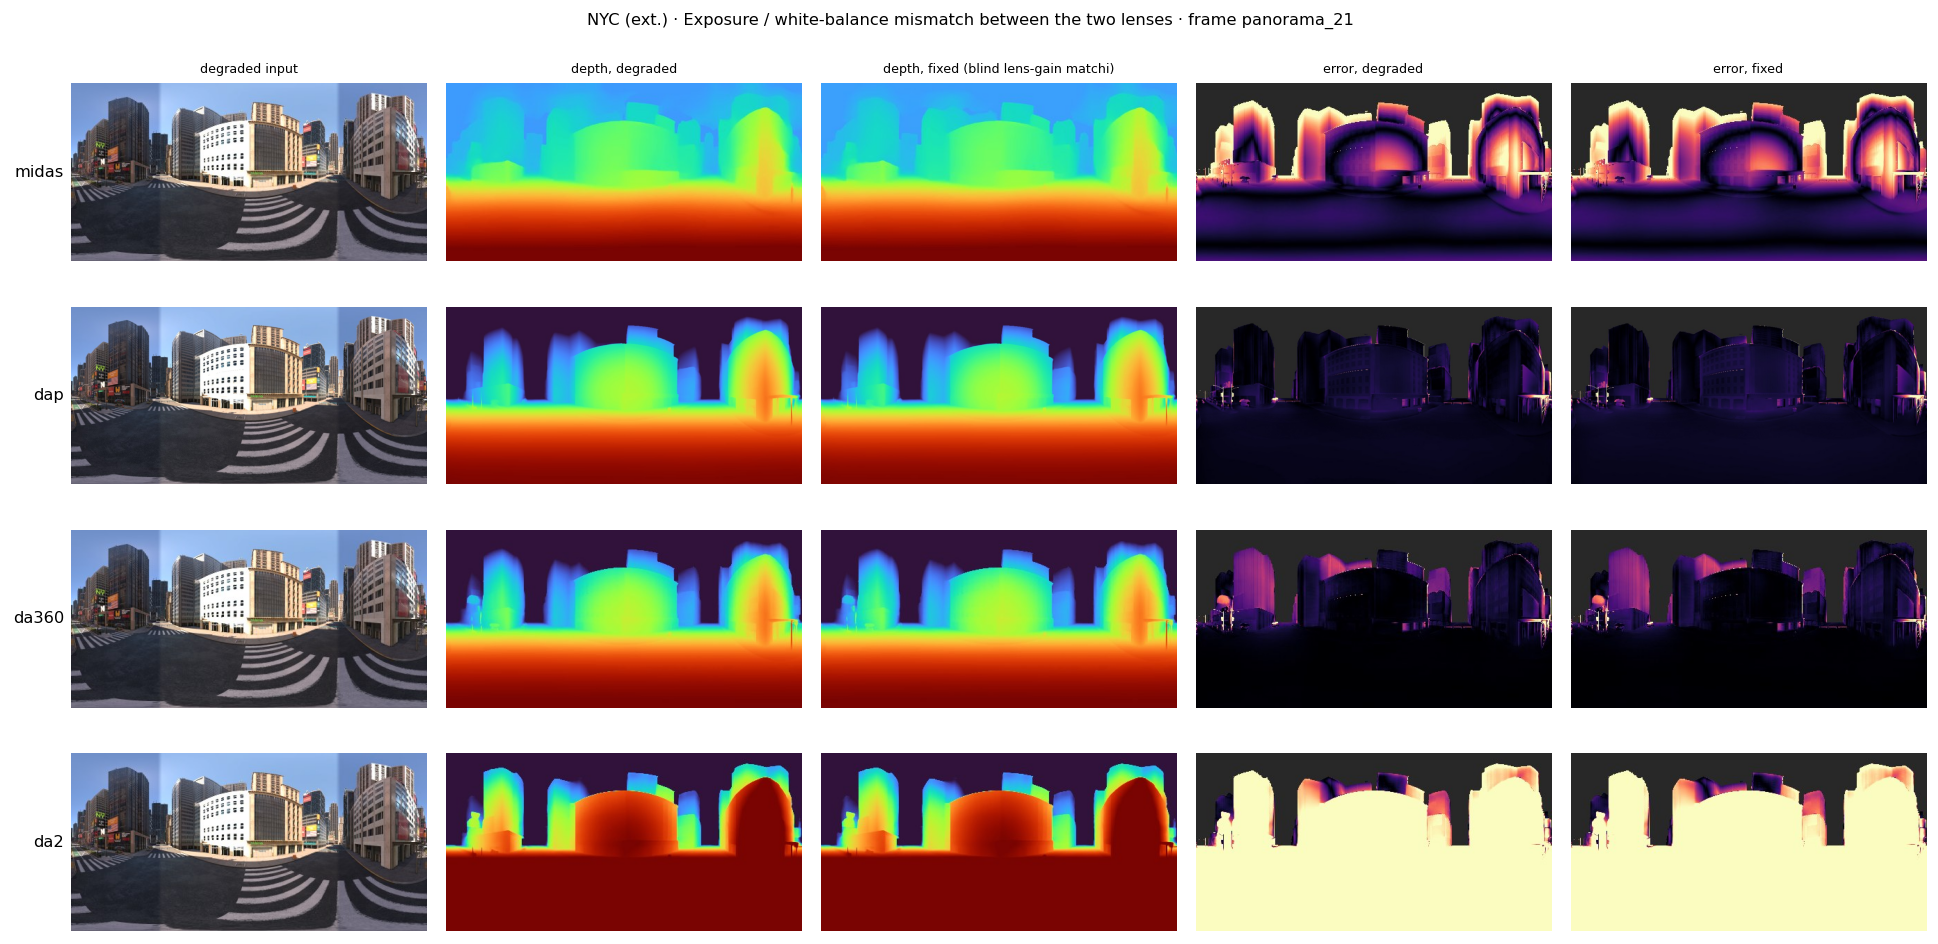 NYC (ext.) · Exposure / white-balance mismatch between the two lenses · frame panorama_21
degraded input
depth, degraded
depth, fixed (blind lens-gain matchi)
error, degraded
error, fixed
midas
dap
da360
da2